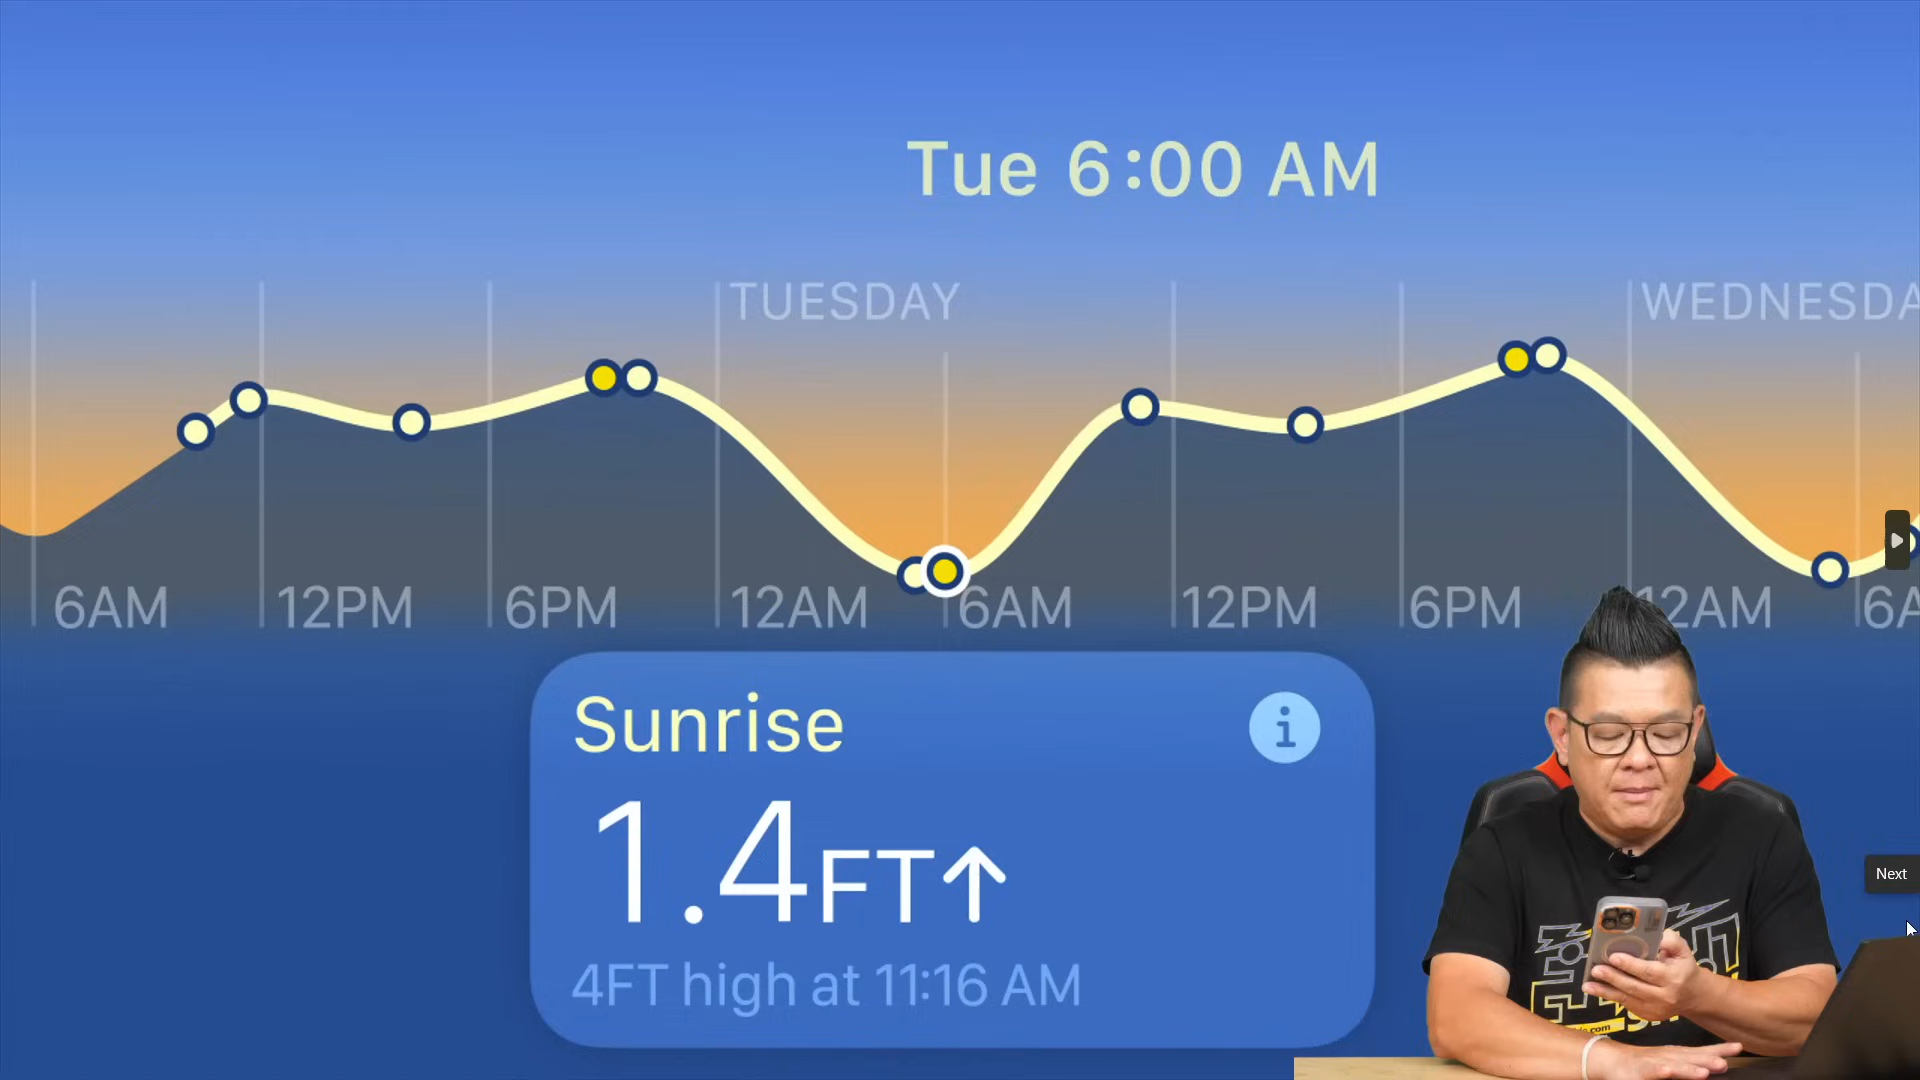 Tue 6:00 AM
TUESDAY
WEDNESDA
6AM
12PM
6PM
12AM
6AM
12PM
6PM
12AM
6A
Sunrise
1.4FT↑
4FT high at 11:16 AM
Next